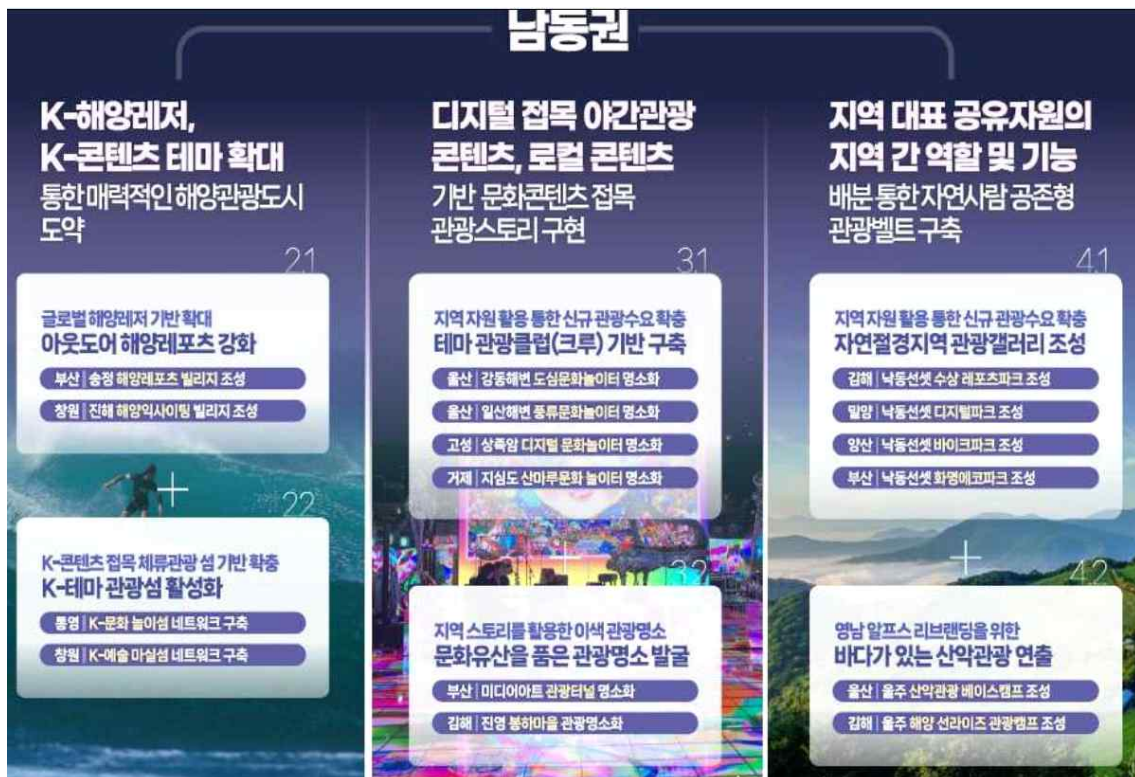 남동권
K-해양레저,
K-콘텐츠 테마 확대
통한 매력적인 해양관광도시
도약
2.1
글로벌 해양레저 기반 확대
아웃도어 해양레포츠 강화
부산 | 송정 해양레포츠 빌리지 조성
창원 | 진해 해양익사이팅 빌리지 조성
+
2.2
K-콘텐츠 접목 체류관광 섬 기반 확충
K-테마 관광섬 활성화
통영 | K-문화 놀이섬 네트워크 구축
창원 | K-예술 마실섬 네트워크 구축
디지털 접목 야간관광
콘텐츠, 로컬 콘텐츠
기반 문화콘텐츠 접목
관광스토리 구현
3.1
지역 자원 활용 통한 신규 관광수요 확충
테마 관광클럽(크루) 기반 구축
울산 | 강동해변 도심문화놀이터 명소화
울산 | 일산해변 풍류문화놀이터 명소화
고성 | 상족암 디지털 문화놀이터 명소화
거제 | 지심도 산마루문화 놀이터 명소화
+
3.2
지역 스토리를 활용한 이색 관광명소
문화유산을 품은 관광명소 발굴
부산 | 미디어아트 관광터널 명소화
김해 | 진영 봉하마을 관광명소화
지역 대표 공유자원의
지역 간 역할 및 기능
배분 통한 자연사람 공존형
관광벨트 구축
4.1
지역 자원 활용 통한 신규 관광수요 확충
자연절경지역 관광갤러리 조성
김해 | 낙동선셋 수상 레포츠파크 조성
밀양 | 낙동선셋 디지털파크 조성
양산 | 낙동선셋 바이크파크 조성
부산 | 낙동선셋 화명에코파크 조성
+
4.2
영남 알프스 리브랜딩을 위한
바다가 있는 산악관광 연출
울산 | 울주 산악관광 베이스캠프 조성
김해 | 울주 해양 선라이즈 관광캠프 조성